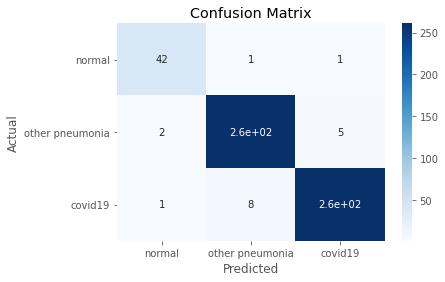 Confusion Matrix
normal 42 1 1
other pneumonia 2 2.6e+02 5
covid19 1 8 2.6e+02
normal other pneumonia covid19
Predicted
Actual
250
200
150
100
50